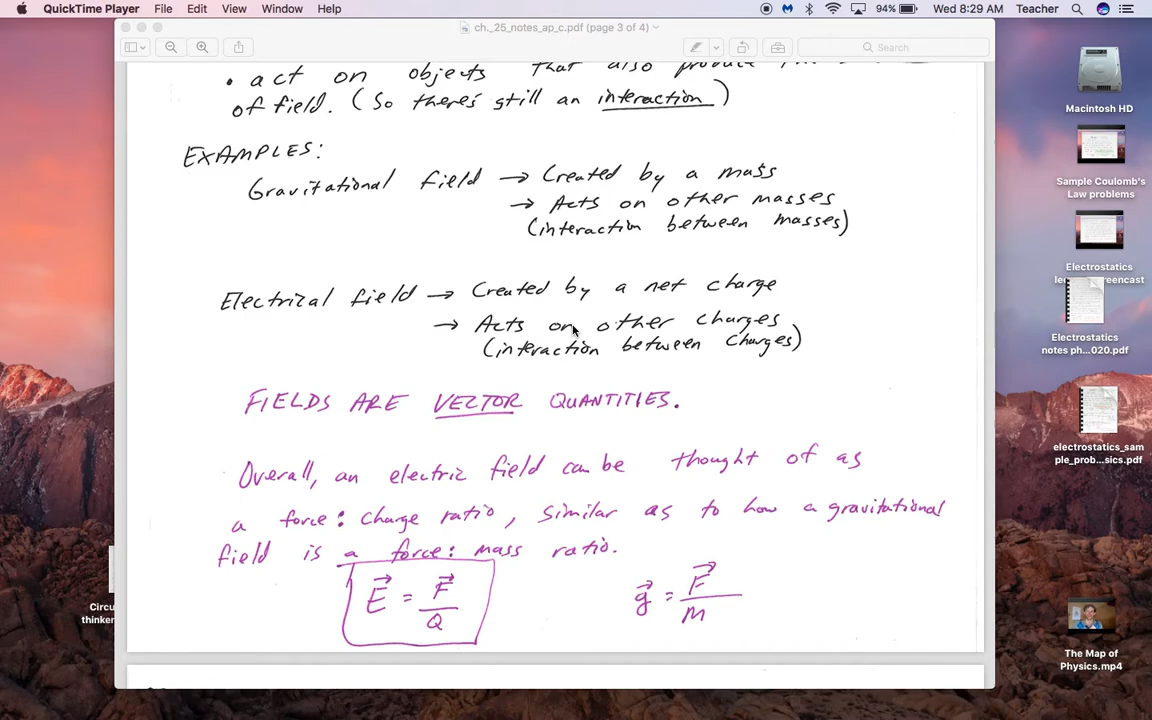 QuickTime Player File Edit View Window Help 94% Wed 8:29 AM Teacher
ch._25_notes_ap_c.pdf (page 3 of 4)
Search
• act on objects that also produce
of field. (So there's still an interaction)
EXAMPLES:
Gravitational field → Created by a mass
→ Acts on other masses
(interaction between masses)
Electrical field → Created by a net charge
→ Acts on other charges
(interaction between charges)
FIELDS ARE VECTOR QUANTITIES.
Overall, an electric field can be thought of as
a force: charge ratio, similar as to how a gravitational
field is a force: mass ratio.
E⃗ = F⃗/Q g⃗ = F⃗/M
Macintosh HD
Sample Coulomb's
Law problems
Electrostatics
le reencast
Electrostatics
notes ph...020.pdf
electrostatics_sam
ple_prob...sics.pdf
Circu
thinker
The Map of
Physics.mp4